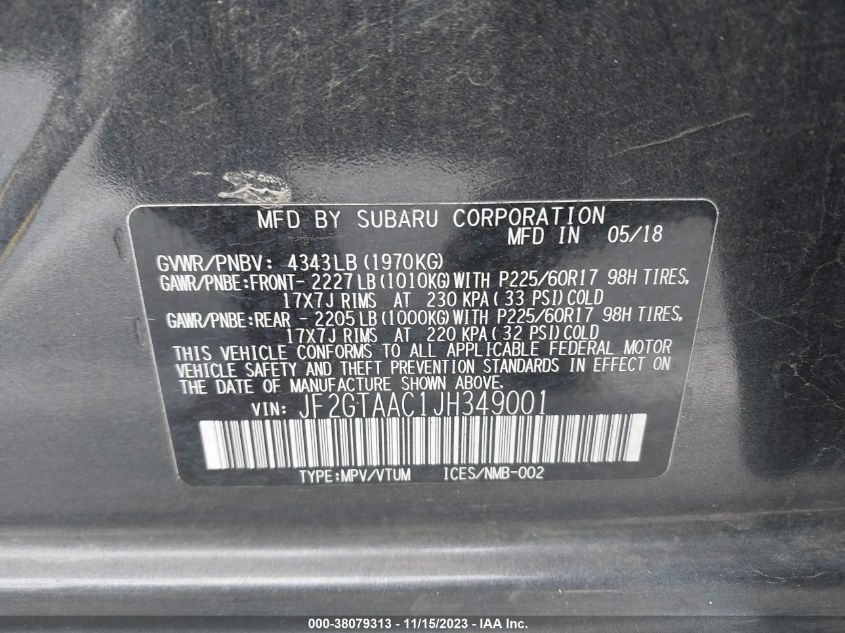 MFD BY SUBARU CORPORATION
MFD IN 05/18
GVWR/PNBV: 4343LB (1970KG)
GAWR/PNBE:FRONT- 2227LB(1010KG)WITH P225/60R17 98H TIRES,
17X7J RIMS AT 230 KPA( 33 PSI)COLD
GAWR/PNBE:REAR - 2205LB(1000KG)WITH P225/60R17 98H TIRES,
17X7J RIMS AT 220 KPA( 32 PSI)COLD
THIS VEHICLE CONFORMS TO ALL APPLICABLE FEDERAL MOTOR
VEHICLE SAFETY AND THEFT PREVENTION STANDARDS IN EFFECT ON
THE DATE OF MANUFACTURE SHOWN ABOVE.
VIN: JF2GTAAC1JH349001
TYPE:MPV/VTUM ICES/NMB-002
000-38079313 - 11/15/2023 - IAA Inc.